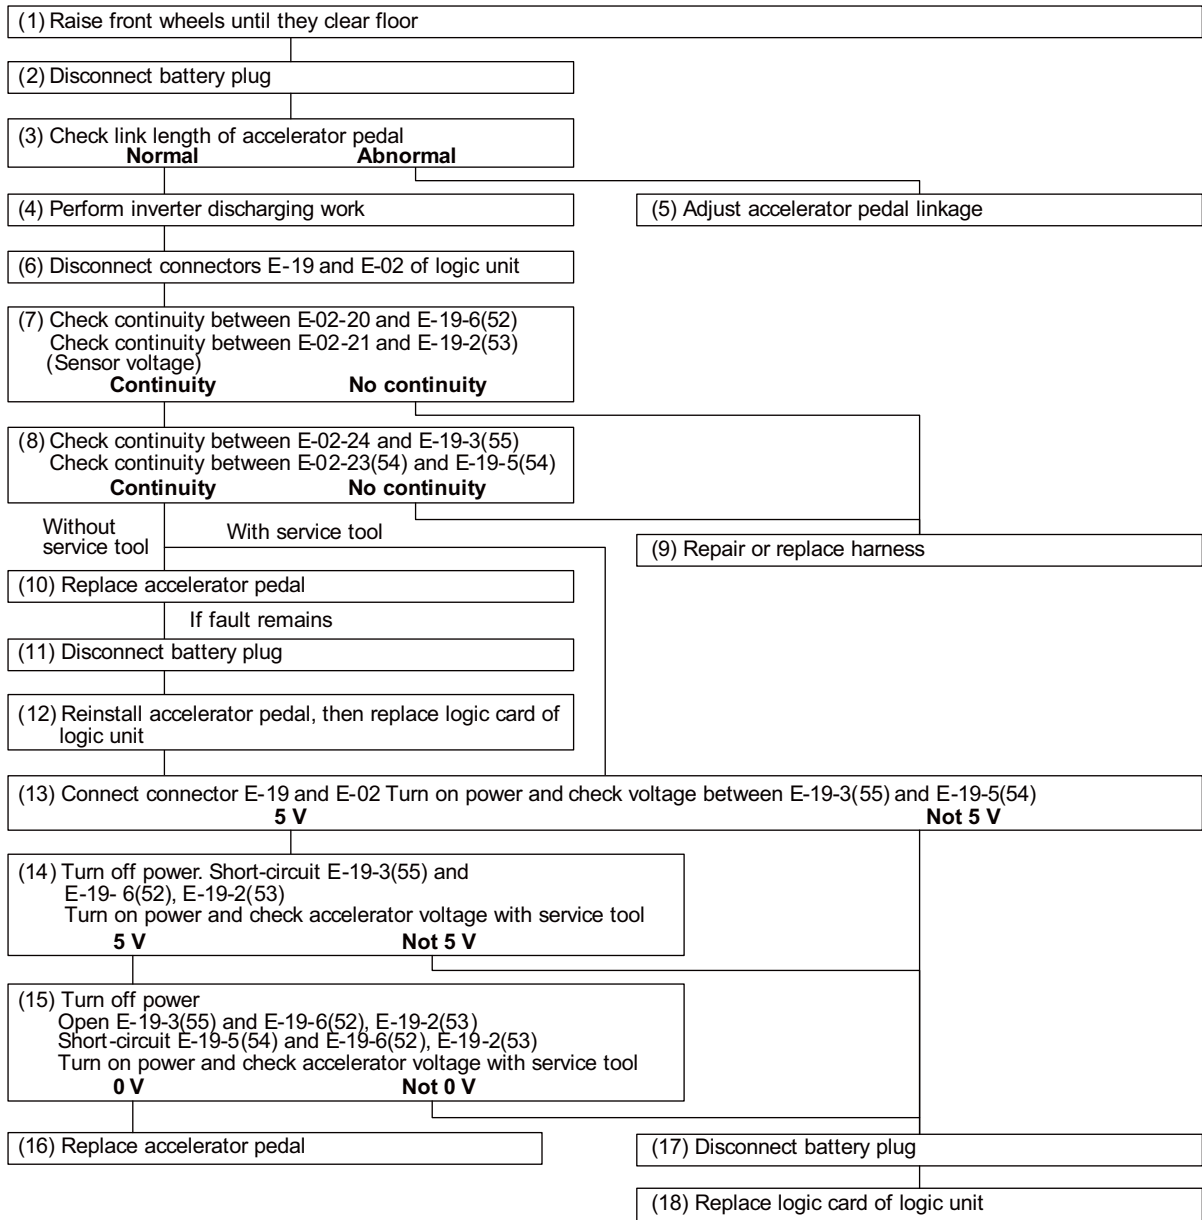 (1) Raise front wheels until they clear floor
(2) Disconnect battery plug
(3) Check link length of accelerator pedal
Normal Abnormal
(4) Perform inverter discharging work
(5) Adjust accelerator pedal linkage
(6) Disconnect connectors E-19 and E-02 of logic unit
(7) Check continuity between E-02-20 and E-19-6(52)
Check continuity between E-02-21 and E-19-2(53)
(Sensor voltage)
Continuity No continuity
(8) Check continuity between E-02-24 and E-19-3(55)
Check continuity between E-02-23(54) and E-19-5(54)
Continuity No continuity
Without
service tool
With service tool
(9) Repair or replace harness
(10) Replace accelerator pedal
If fault remains
(11) Disconnect battery plug
(12) Reinstall accelerator pedal, then replace logic card of
logic unit
(13) Connect connector E-19 and E-02 Turn on power and check voltage between E-19-3(55) and E-19-5(54)
5 V Not 5 V
(14) Turn off power. Short-circuit E-19-3(55) and
E-19- 6(52), E-19-2(53)
Turn on power and check accelerator voltage with service tool
5 V Not 5 V
(15) Turn off power
Open E-19-3(55) and E-19-6(52), E-19-2(53)
Short-circuit E-19-5(54) and E-19-6(52), E-19-2(53)
Turn on power and check accelerator voltage with service tool
0 V Not 0 V
(16) Replace accelerator pedal
(17) Disconnect battery plug
(18) Replace logic card of logic unit